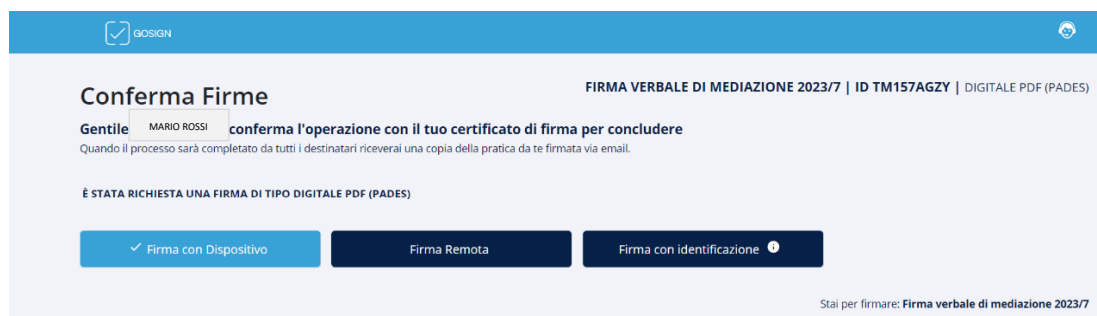 GOSIGN
Conferma Firme
FIRMA VERBALE DI MEDIAZIONE 2023/7 | ID TM157AGZY | DIGITALE PDF (PADES)
Gentile MARIO ROSSI conferma l'operazione con il tuo certificato di firma per concludere
Quando il processo sarà completato da tutti i destinatari riceverai una copia della pratica da te firmata via email.
È STATA RICHIESTA UNA FIRMA DI TIPO DIGITALE PDF (PADES)
✓ Firma con Dispositivo
Firma Remota
Firma con identificazione
Stai per firmare: Firma verbale di mediazione 2023/7